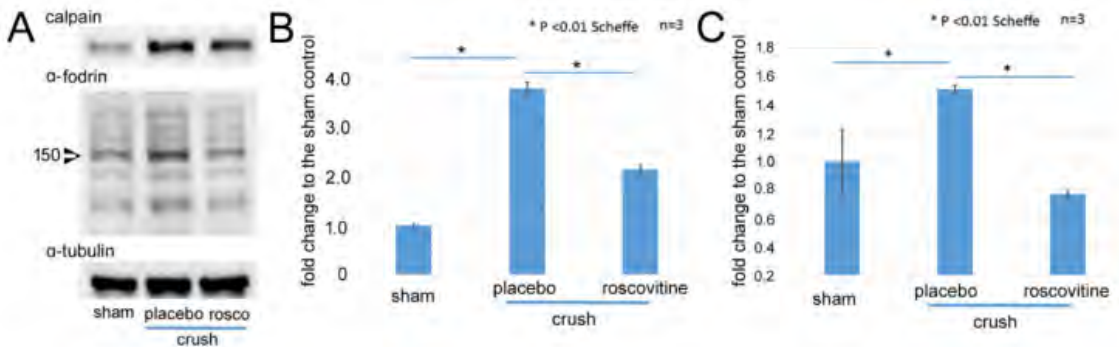 A
calpain
α-fodrin
150
α-tubulin
sham placebo rosco
crush
B
* P <0.01 Scheffe n=3
*
*
fold change to the sham control
4.0
3.0
2.0
1.0
0
sham
placebo
roscovitine
crush
C
* P <0.01 Scheffe n=3
*
*
fold change to the sham control
1.8
1.6
1.4
1.2
1.0
0.8
0.6
0.4
0.2
sham
placebo
roscovitine
crush